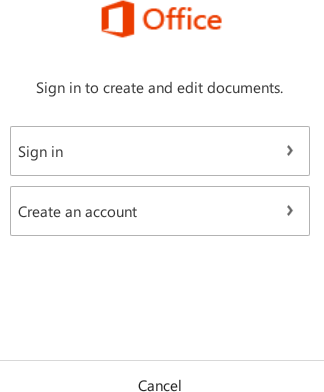 Office
Sign in to create and edit documents.
Sign in
Create an account
Cancel